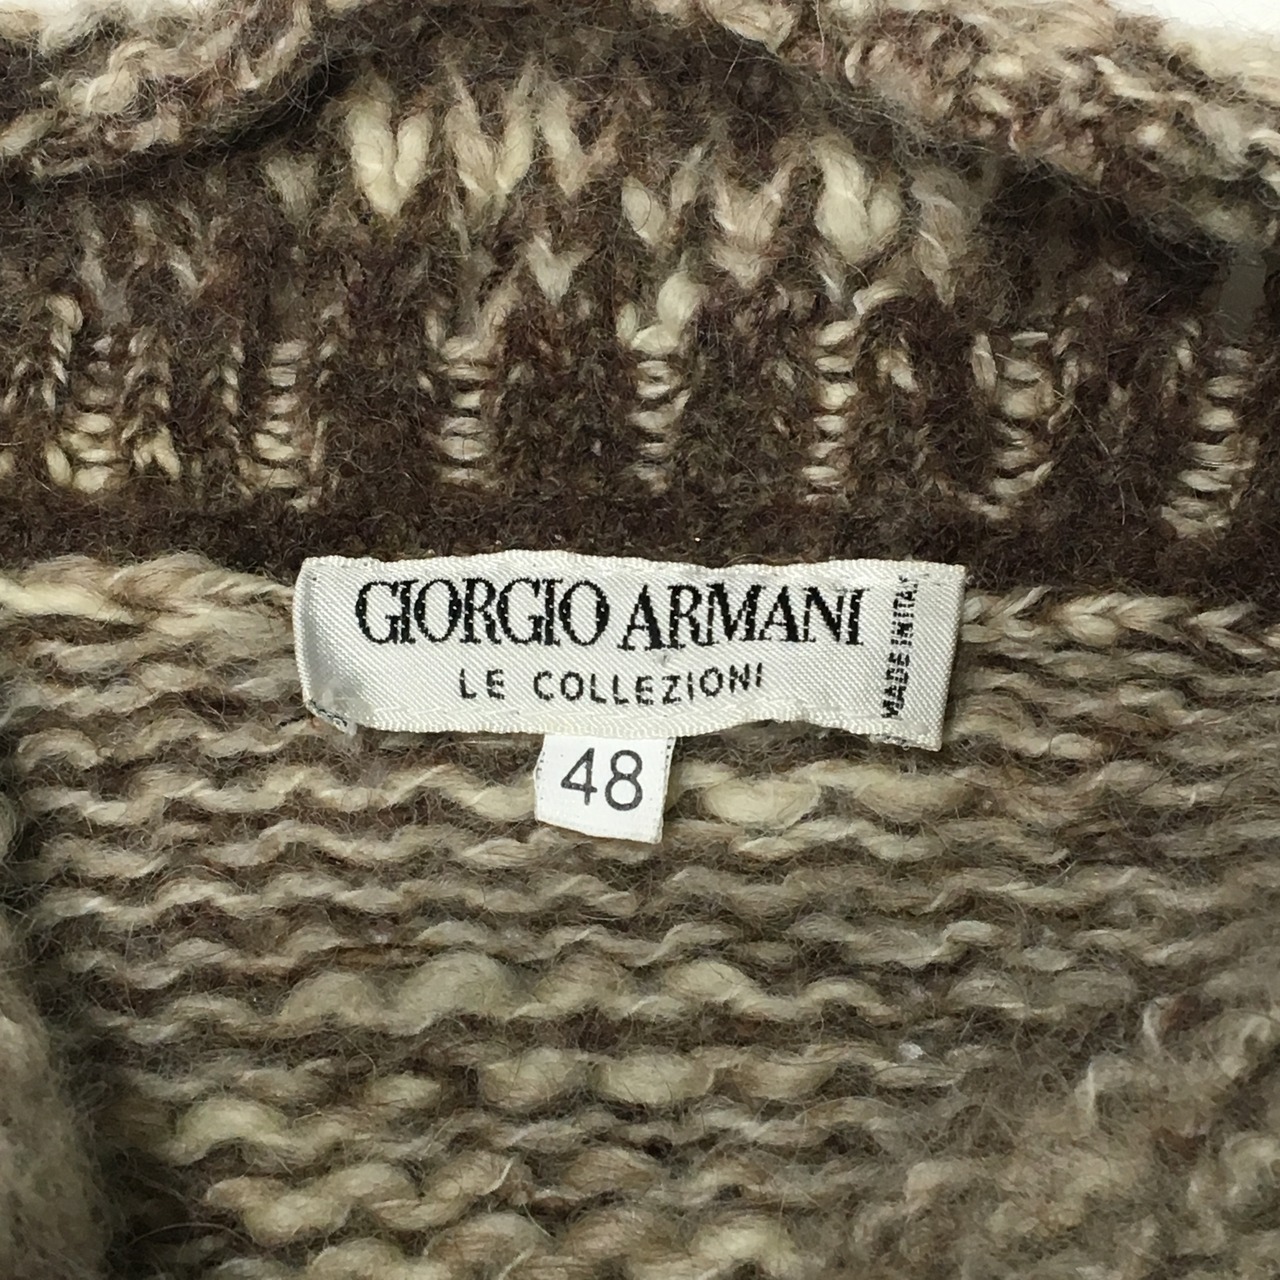 GIORGIO ARMANI
LE COLLEZIONI
MADE IN ITALY
48